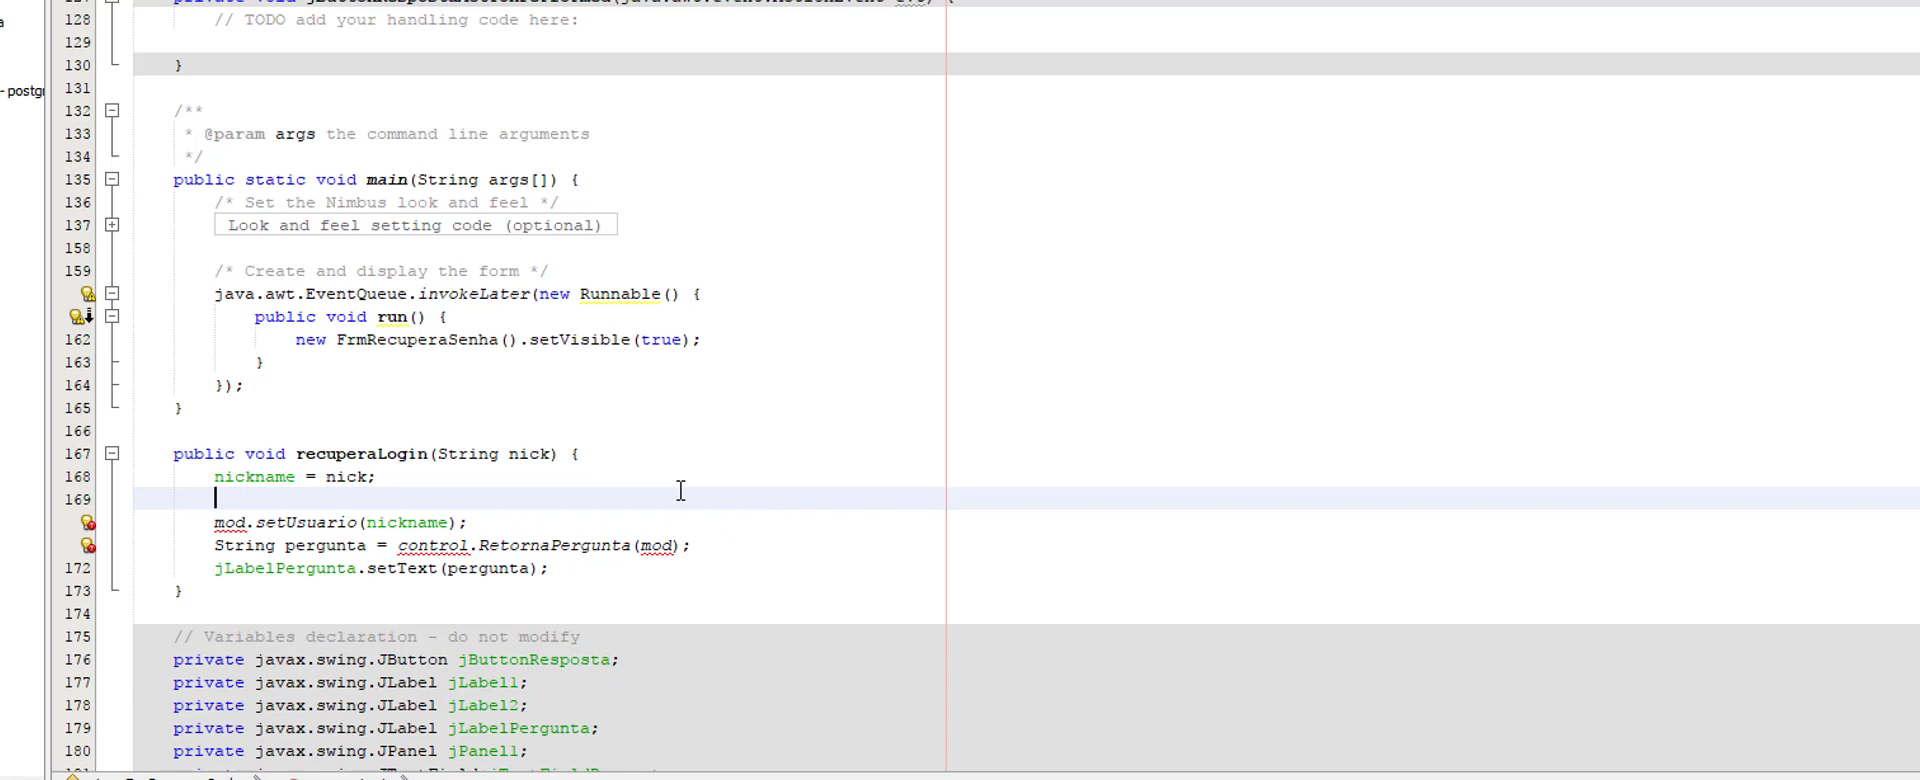 128 // TODO add your handling code here:
129
130 }
131
- postgr
132 /**
133 * @param args the command line arguments
134 */
135 public static void main(String args[]) {
136 /* Set the Nimbus look and feel */
137 Look and feel setting code (optional)
158
159 /* Create and display the form */
java.awt.EventQueue.invokeLater(new Runnable() {
public void run() {
162 new FrmRecuperaSenha().setVisible(true);
163 }
164 });
165 }
166
167 public void recuperaLogin(String nick) {
168 nickname = nick;
169
mod.setUsuario(nickname);
String pergunta = control.RetornaPergunta(mod);
172 jLabelPergunta.setText(pergunta);
173 }
174
175 // Variables declaration - do not modify
176 private javax.swing.JButton jButtonResposta;
177 private javax.swing.JLabel jLabel1;
178 private javax.swing.JLabel jLabel2;
179 private javax.swing.JLabel jLabelPergunta;
180 private javax.swing.JPanel jPanel1;